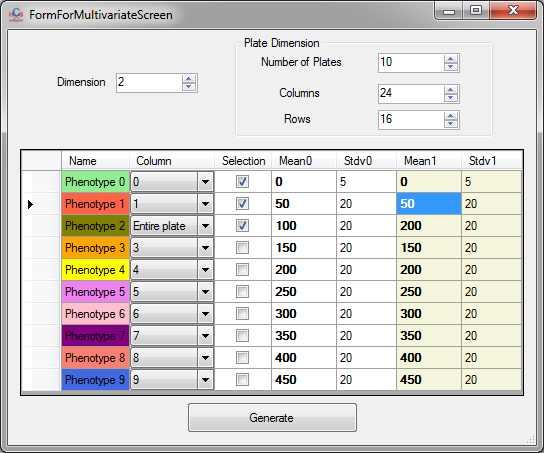 FormForMultivariateScreen
Plate Dimension
Number of Plates 10
Dimension 2
Columns 24
Rows 16
Name Column Selection Mean0 Stdv0 Mean1 Stdv1
Phenotype 0 0 0 5 0 5
Phenotype 1 1 50 20 50 20
Phenotype 2 Entire plate 100 20 200 20
Phenotype 3 3 150 20 150 20
Phenotype 4 4 200 20 200 20
Phenotype 5 5 250 20 250 20
Phenotype 6 6 300 20 300 20
Phenotype 7 7 350 20 350 20
Phenotype 8 8 400 20 400 20
Phenotype 9 9 450 20 450 20
Generate